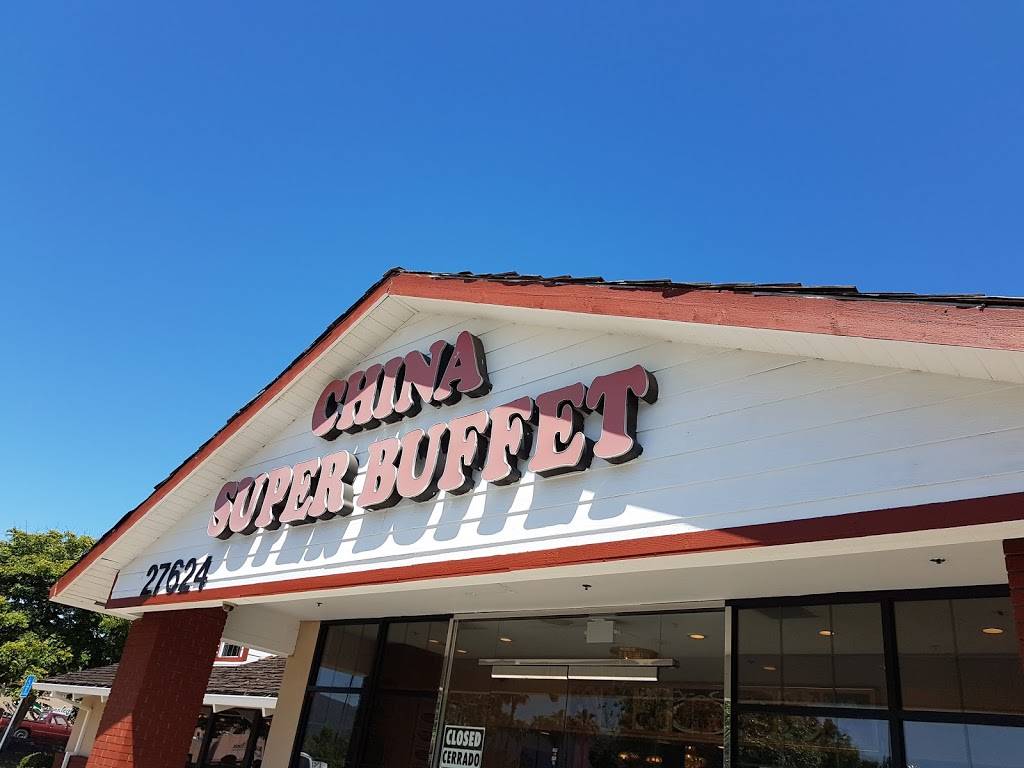 CHINA
SUPER BUFFET
27624
CLOSED
CERRADO